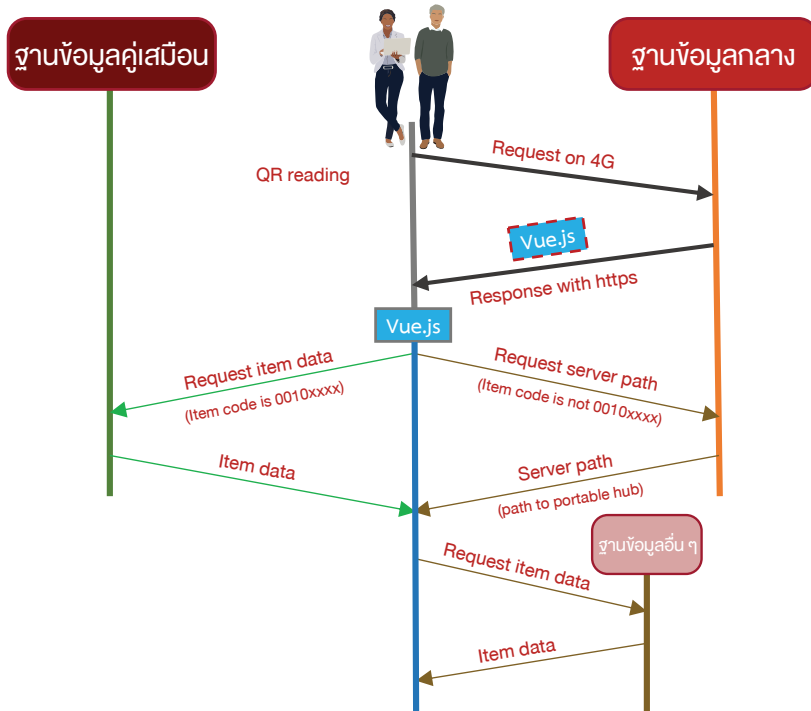 ฐานข้อมูลคู่เสมือน
ฐานข้อมูลกลาง
Request on 4G
QR reading
Vue.js
Response with https
Vue.js
Request item data
(Item code is 0010xxxx)
Request server path
(Item code is not 0010xxxx)
Item data
Server path
(path to portable hub)
ฐานข้อมูลอื่น ๆ
Request item data
Item data